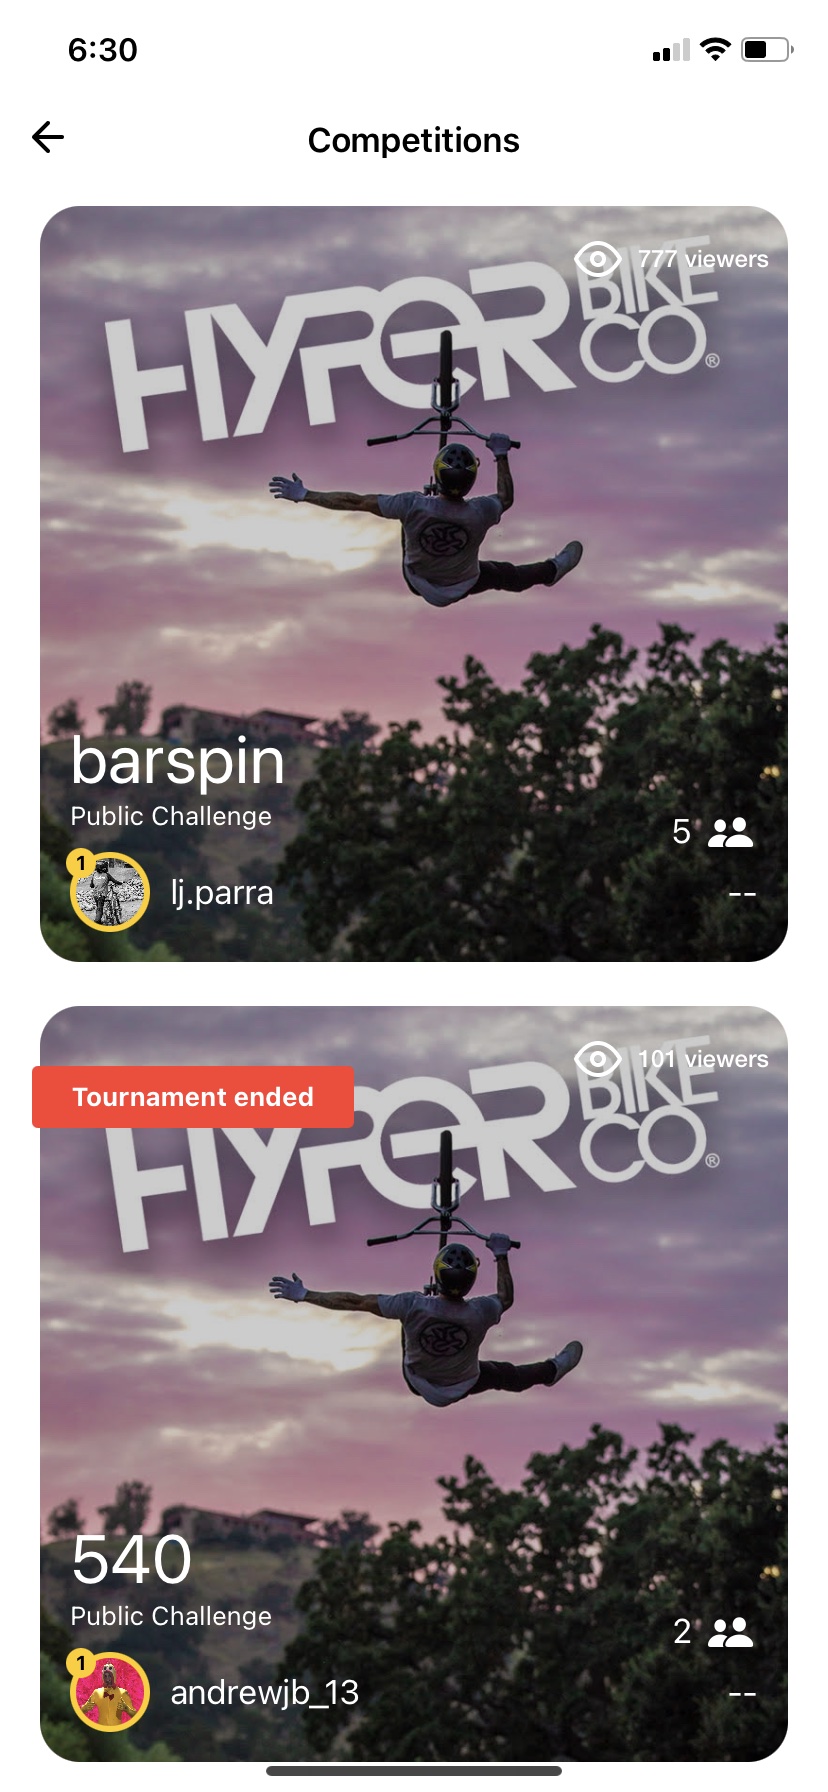 6:30
Competitions
777 viewers
HYPER BIKE CO.®
barspin
Public Challenge
5
1
lj.parra
--
101 viewers
Tournament ended
HYPER BIKE CO.®
540
Public Challenge
2
1
andrewjb_13
--